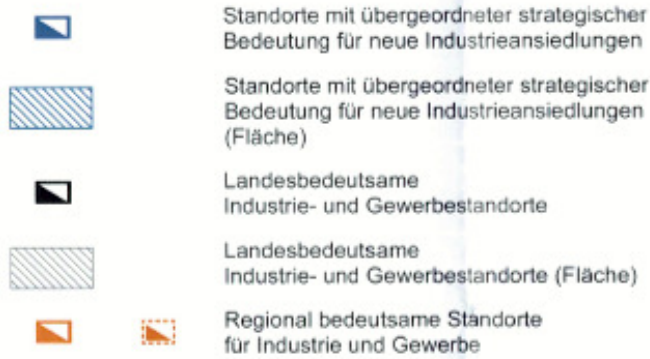 Standorte mit übergeordneter strategischer
Bedeutung für neue Industrieansiedlungen
Standorte mit übergeordneter strategischer
Bedeutung für neue Industrieansiedlungen
(Fläche)
Landesbedeutsame
Industrie- und Gewerbestandorte
Landesbedeutsame
Industrie- und Gewerbestandorte (Fläche)
Regional bedeutsame Standorte
für Industrie und Gewerbe